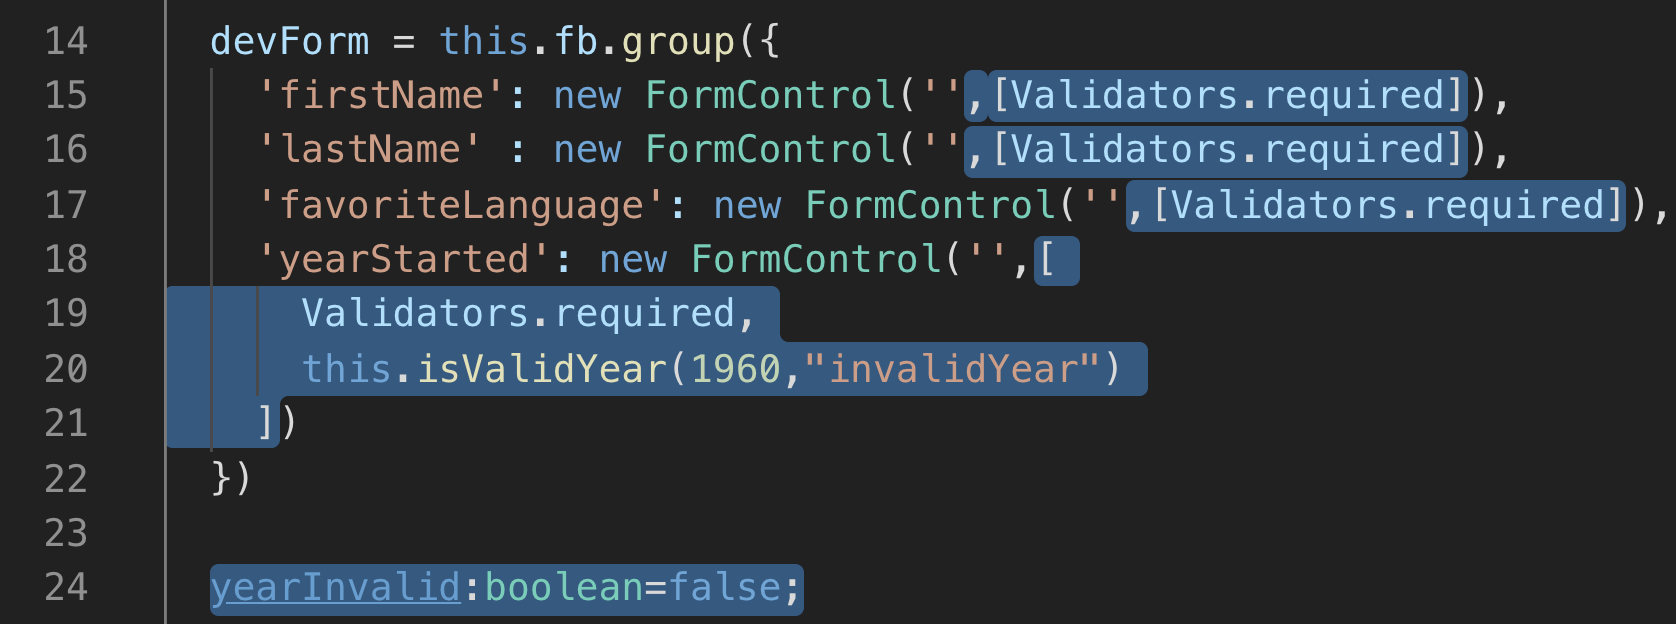 14 devForm = this.fb.group({
15 'firstName': new FormControl('',[Validators.required]),
16 'lastName' : new FormControl('',[Validators.required]),
17 'favoriteLanguage': new FormControl('',[Validators.required]),
18 'yearStarted': new FormControl('',[
19 Validators.required,
20 this.isValidYear(1960,"invalidYear")
21 ])
22 })
23
24 yearInvalid:boolean=false;